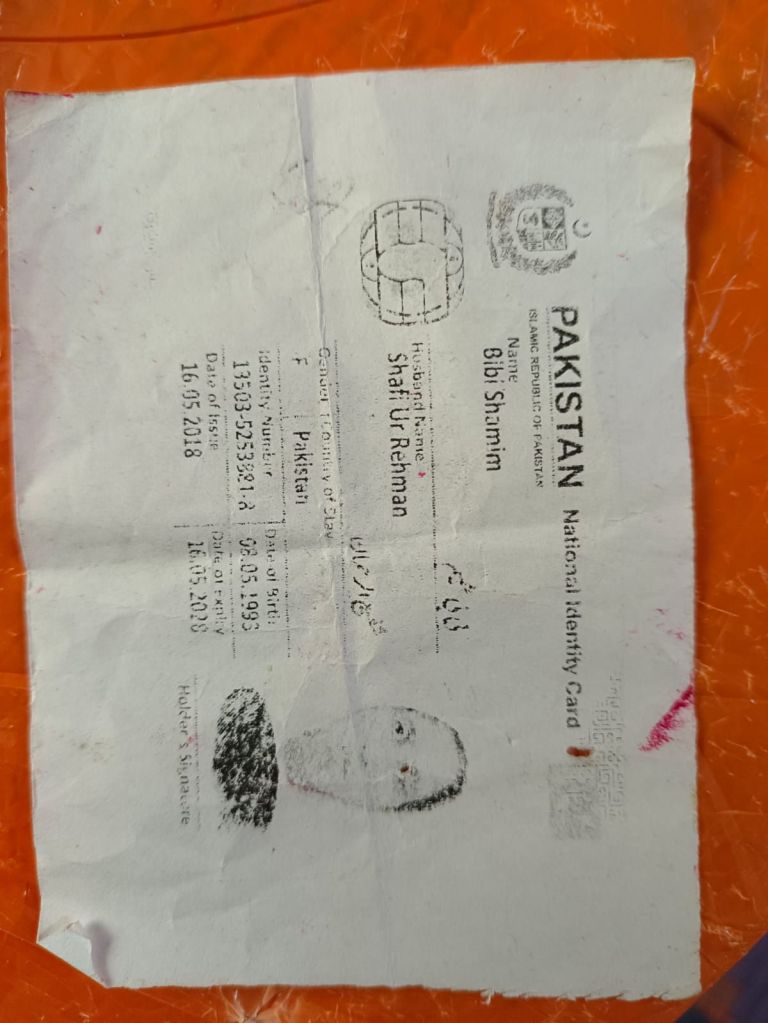 PAKISTAN National Identity Card
ISLAMIC REPUBLIC OF PAKISTAN
Name
Bibi Shamim
Husband Name
Shafi Ur Rehman
Gender Country of Stay
F Pakistan
Identity Number Date of Birth
Date of Issue Date of Expiry
16.05.2018 16.05.2028
Holder's Signature